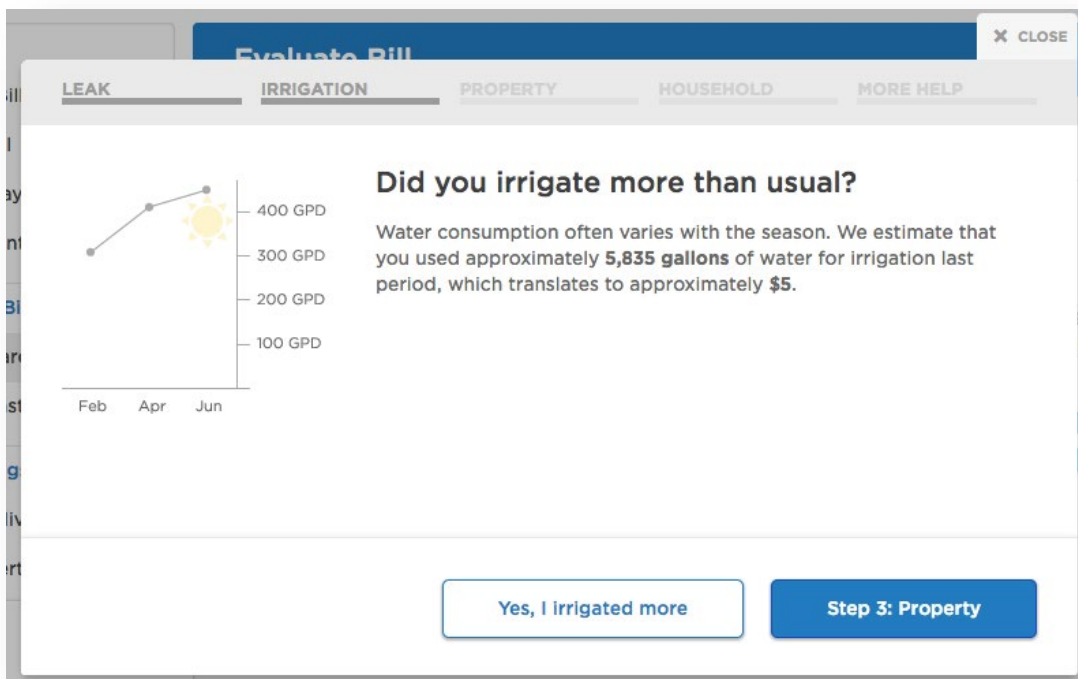 Evaluate Bill
✕ CLOSE
LEAK
IRRIGATION
PROPERTY
HOUSEHOLD
MORE HELP
Did you irrigate more than usual?
Water consumption often varies with the season. We estimate that
you used approximately 5,835 gallons of water for irrigation last
period, which translates to approximately $5.
400 GPD
300 GPD
200 GPD
100 GPD
Feb Apr Jun
Yes, I irrigated more
Step 3: Property